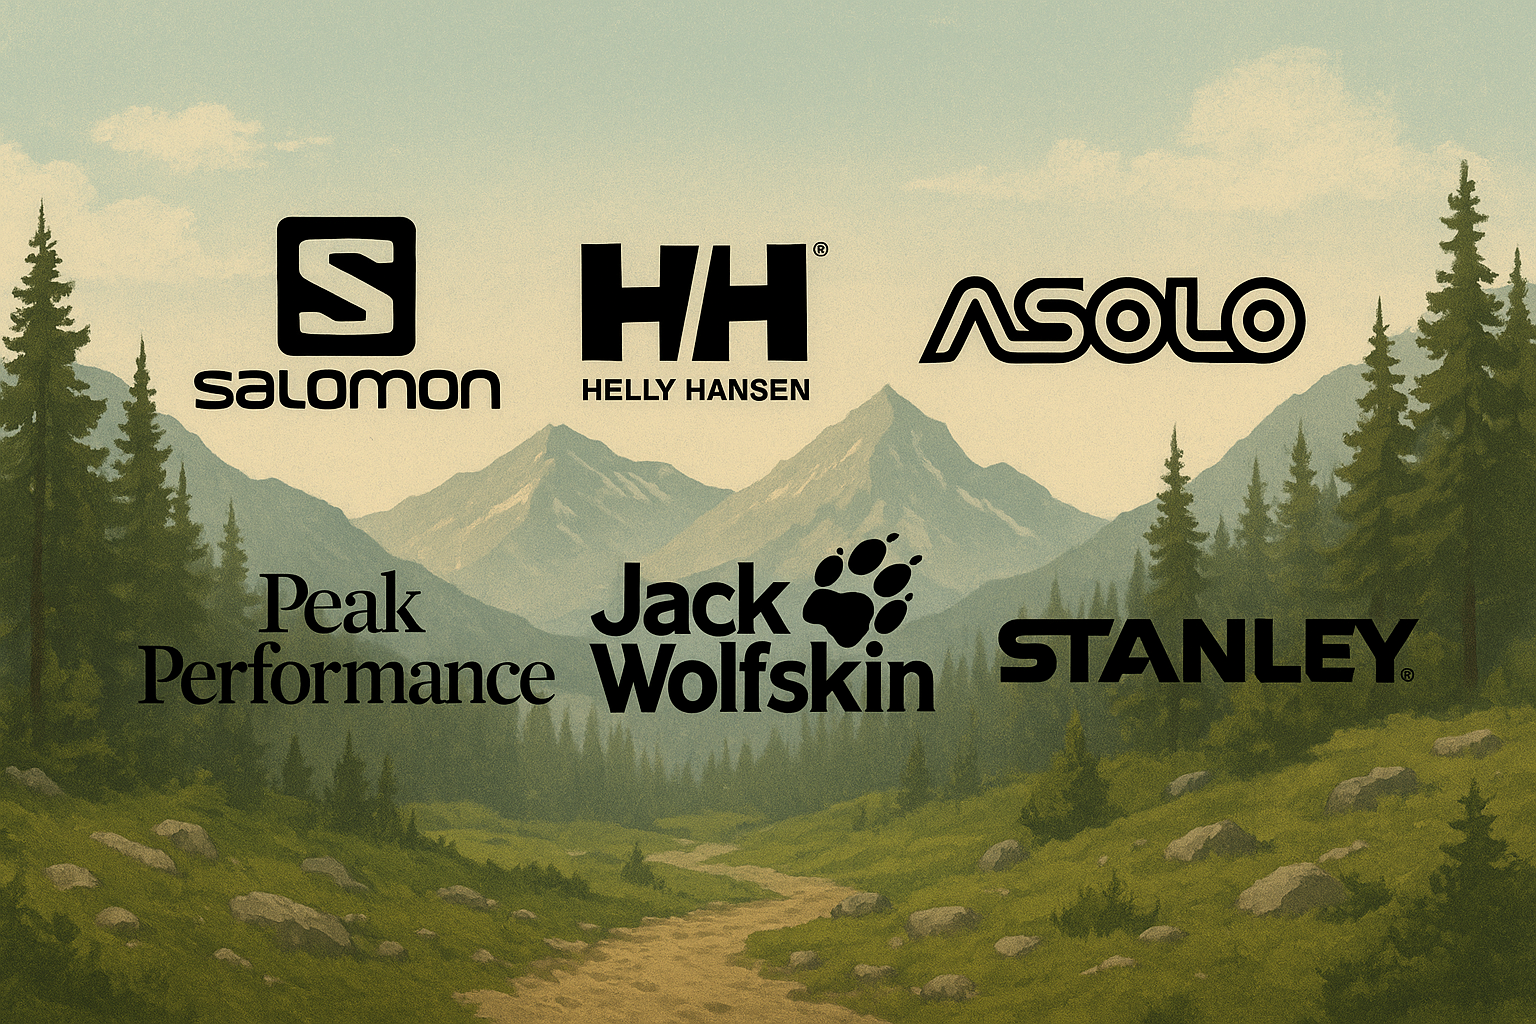 S
salomon
HH®
HELLY HANSEN
ASOLO
Peak
Performance
Jack
Wolfskin
STANLEY®